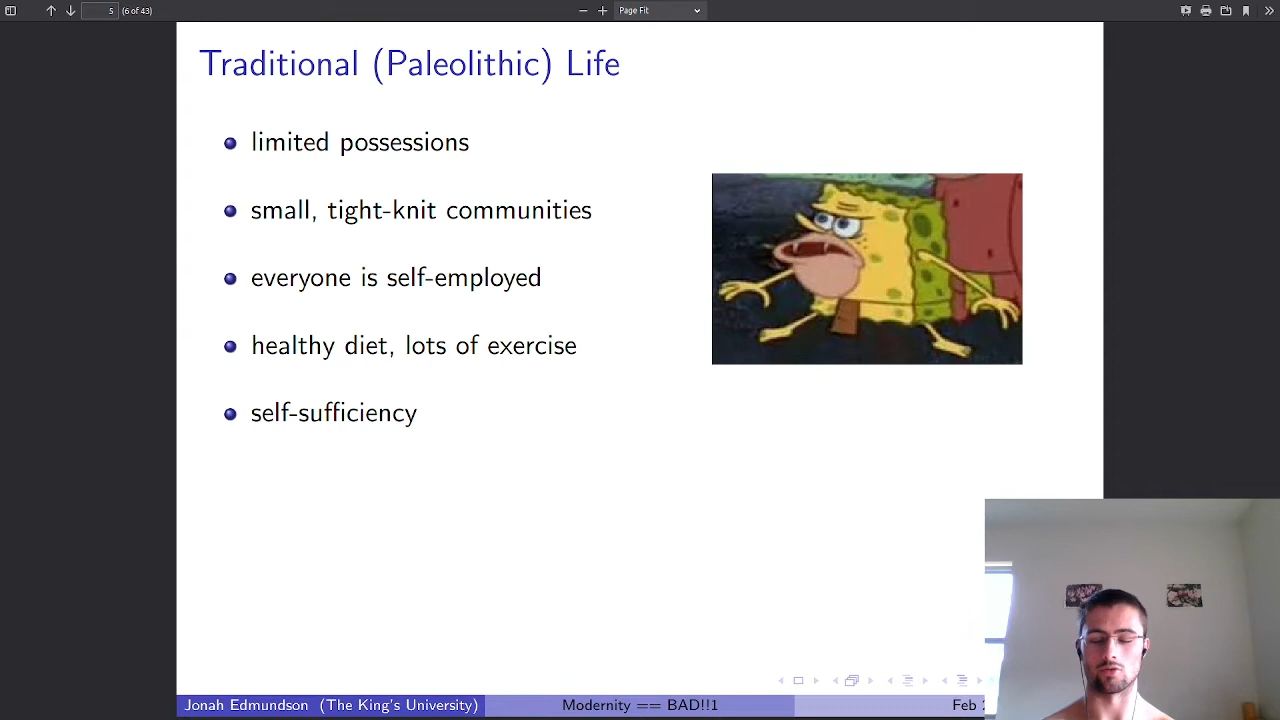 5 (6 of 43) Page Fit
Traditional (Paleolithic) Life
limited possessions
small, tight-knit communities
everyone is self-employed
healthy diet, lots of exercise
self-sufficiency
Jonah Edmundson (The King's University) Modernity == BAD!!1 Feb